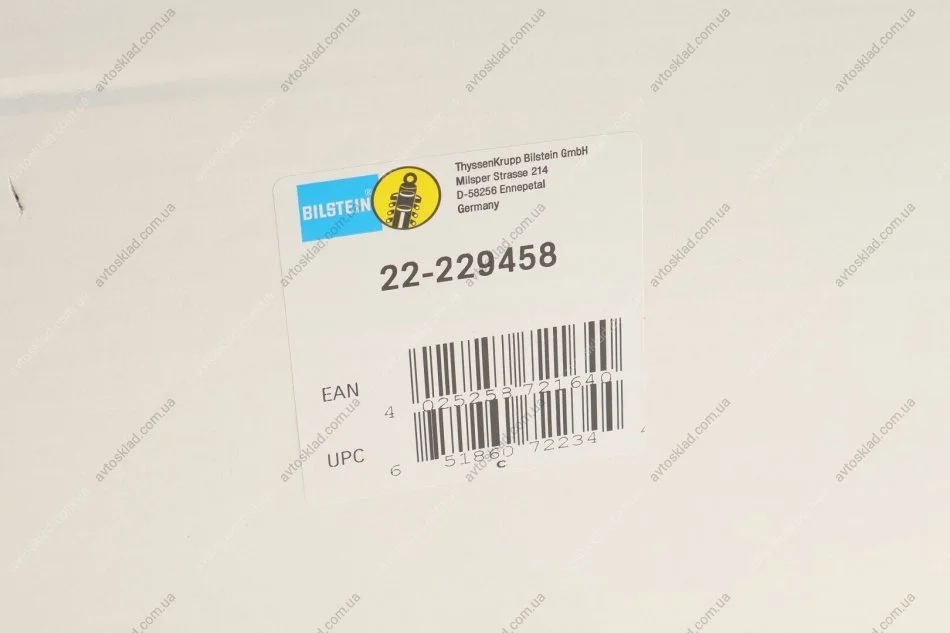 BILSTEIN®
ThyssenKrupp Bilstein GmbH
Milsper Strasse 214
D-58256 Ennepetal
Germany
22-229458
EAN
4 025258 721640
UPC
6 51860 72234
C
avtosklad.com.ua